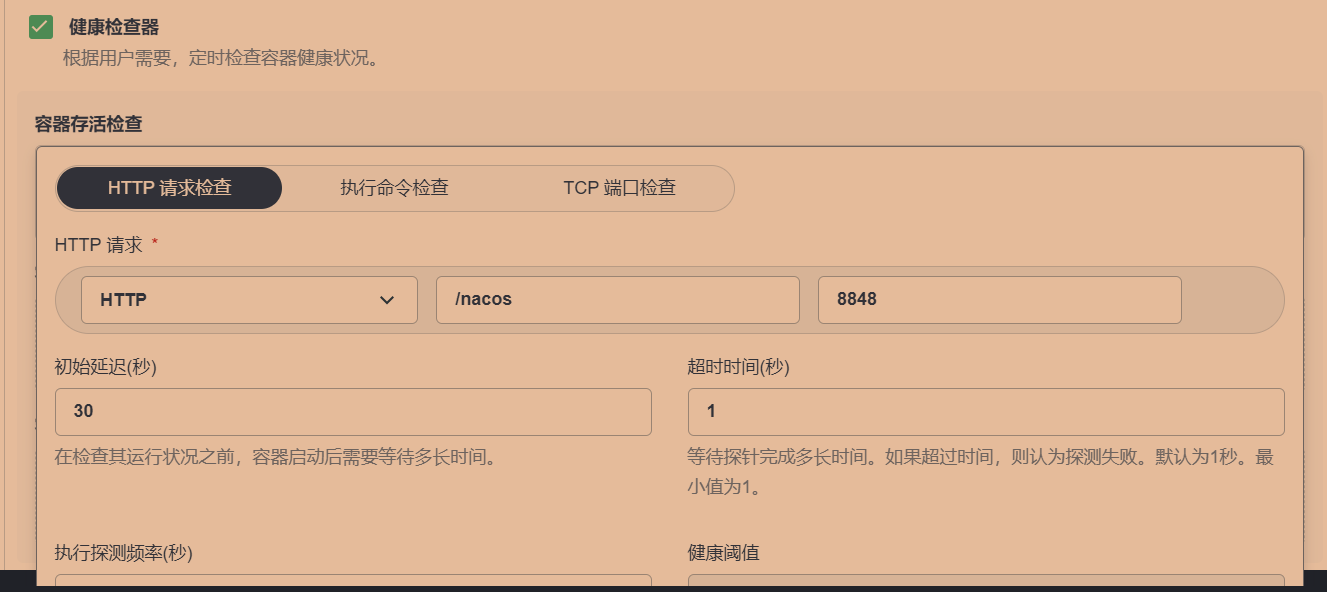 健康检查器
根据用户需要，定时检查容器健康状况。
容器存活检查
HTTP 请求检查 执行命令检查 TCP 端口检查
HTTP 请求 *
HTTP /nacos 8848
初始延迟(秒) 超时时间(秒)
30 1
在检查其运行状况之前，容器启动后需要等待多长时间。
等待探针完成多长时间。如果超过时间，则认为探测失败。默认为1秒。最
小值为1。
执行探测频率(秒) 健康阈值